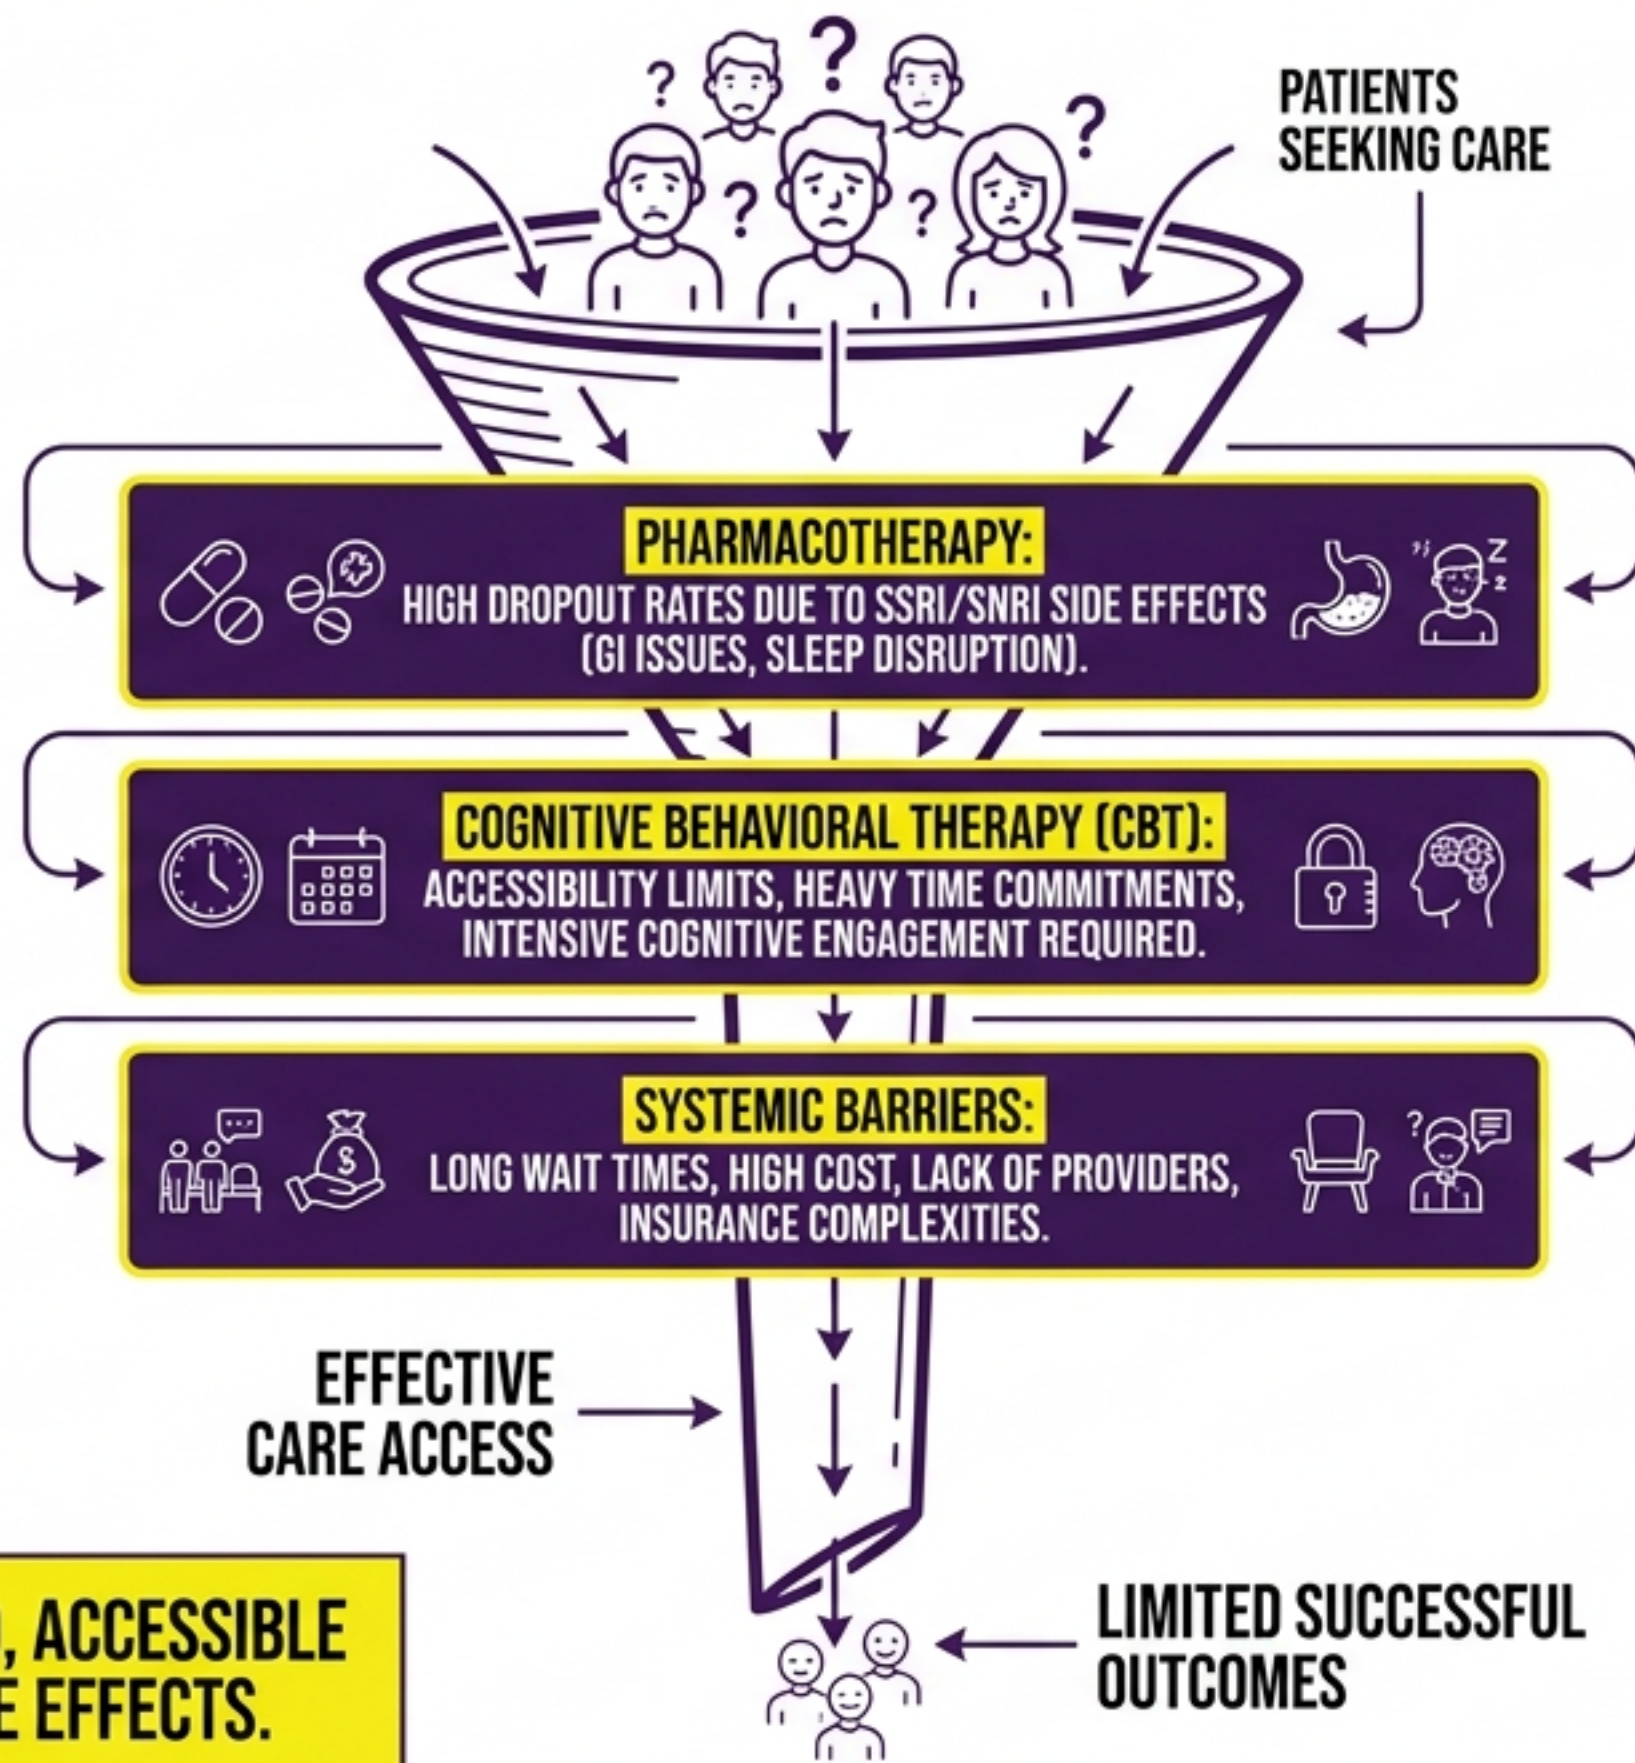 PATIENTS
SEEKING CARE
PHARMACOTHERAPY:
HIGH DROPOUT RATES DUE TO SSRI/SNRI SIDE EFFECTS
(GI ISSUES, SLEEP DISRUPTION).
COGNITIVE BEHAVIORAL THERAPY (CBT):
ACCESSIBILITY LIMITS, HEAVY TIME COMMITMENTS,
INTENSIVE COGNITIVE ENGAGEMENT REQUIRED.
SYSTEMIC BARRIERS:
LONG WAIT TIMES, HIGH COST, LACK OF PROVIDERS,
INSURANCE COMPLEXITIES.
EFFECTIVE
CARE ACCESS
, ACCESSIBLE
E EFFECTS.
LIMITED SUCCESSFUL
OUTCOMES